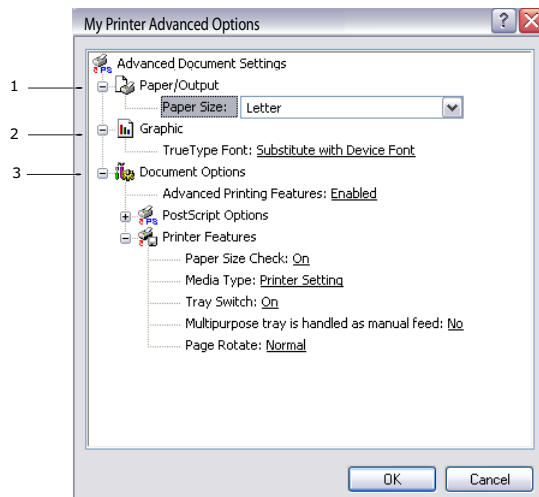 My Printer Advanced Options
Advanced Document Settings
1 Paper/Output
Paper Size: Letter
2 Graphic
TrueType Font: Substitute with Device Font
3 Document Options
Advanced Printing Features: Enabled
PostScript Options
Printer Features
Paper Size Check: On
Media Type: Printer Setting
Tray Switch: On
Multipurpose tray is handled as manual feed: No
Page Rotate: Normal
OK Cancel